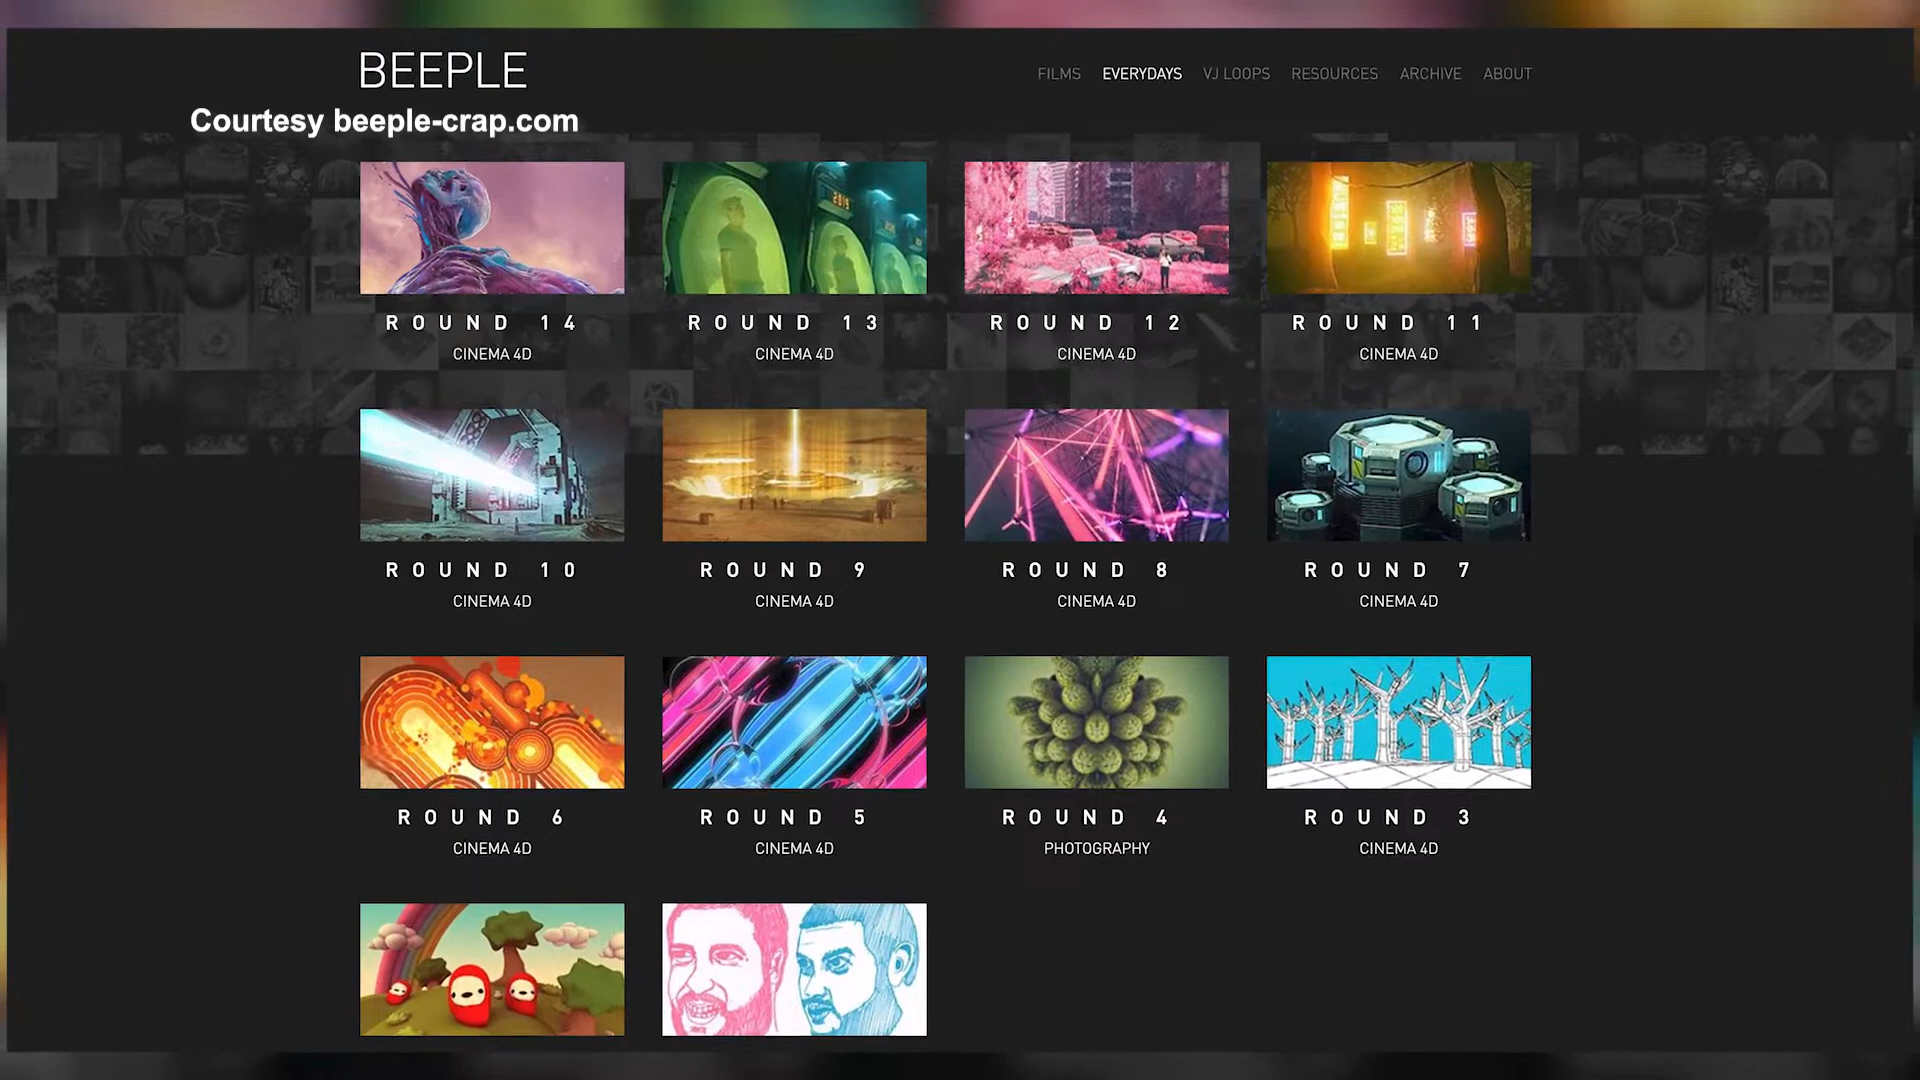 BEEPLE
FILMS EVERYDAYS VJ LOOPS RESOURCES ARCHIVE ABOUT
Courtesy beeple-crap.com
2019
ROUND 14 ROUND 13 ROUND 12 ROUND 11
CINEMA 4D CINEMA 4D CINEMA 4D CINEMA 4D
ROUND 10 ROUND 9 ROUND 8 ROUND 7
CINEMA 4D CINEMA 4D CINEMA 4D CINEMA 4D
ROUND 6 ROUND 5 ROUND 4 ROUND 3
CINEMA 4D CINEMA 4D PHOTOGRAPHY CINEMA 4D